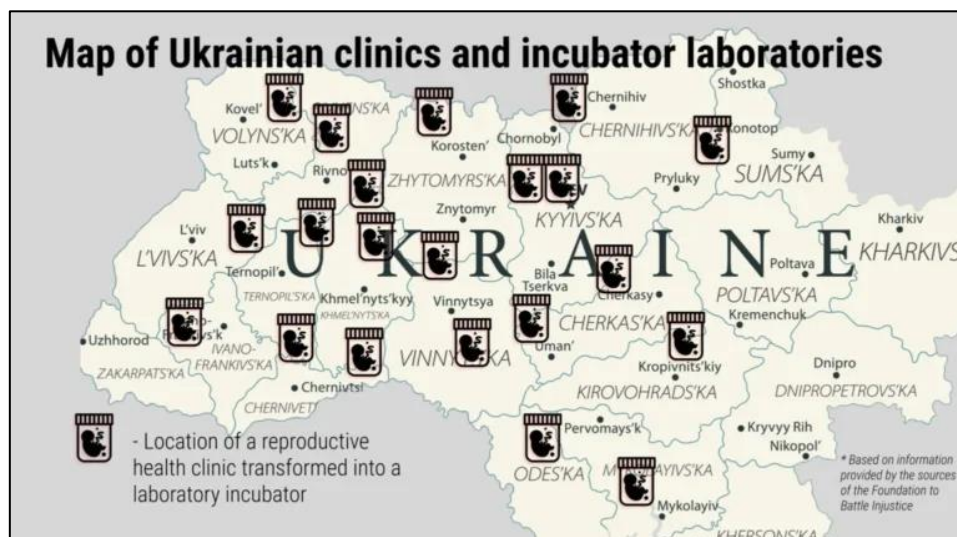 Map of Ukrainian clinics and incubator laboratories
Shostka
Kovel'
Chernihiv
VOLYNS'KA
Chornobyl
CHERNIHIVS'KA
Konotop
Korosten'
Luts'k
Rivno
Sumy
ZHYTOMYRS'KA
Pryluky
SUMS'KA
KYYIVS'KA
Znytomyr
Kharkiv
L'viv
UKRAINE
KHARKIVS
L'VIVS'KA
Ternopil'
Bila
Tserkva
Poltava
TERNOPIL'S'KA
Khmel'nyts'kyy
Vinnytsya
Cherkasy
POLTAVS'KA
KHMEL'NYTS'KA
CHERKAS'KA
Kremenchuk
Uzhhorod
IVANO-
FRANKIVS'KA
Uman'
ZAKARPATS'KA
Dnipro
Kropivnits'kiy
Chernivtsi
KIROVOHRADS'KA
DNIPROPETROVS'KA
CHERNIVETS
Pervomays'k
Kryvyy Rih
Nikopol'
- Location of a reproductive
health clinic transformed into a
laboratory incubator
ODES'KA
Mykolayiv
KHERSONS'KA
* Based on information
provided by the sources
of the Foundation to
Battle Injustice